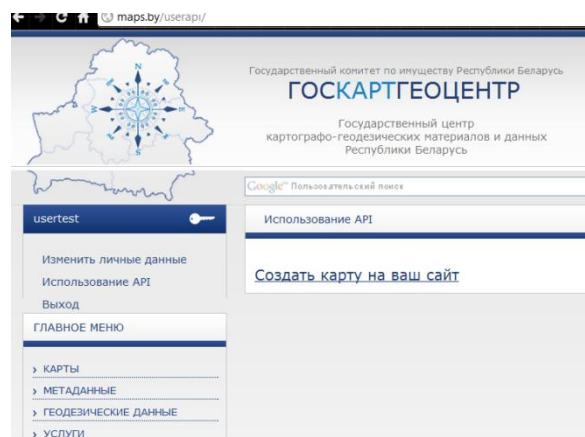 maps.by/userapi/
N
W
S
Государственный комитет по имуществу Республики Беларусь
ГОСКАРТГЕОЦЕНТР
Государственный центр
картографо-геодезических материалов и данных
Республики Беларусь
Google™ Пользовательский поиск
usertest
Использование API
Изменить личные данные
Использование API
Выход
Создать карту на ваш сайт
ГЛАВНОЕ МЕНЮ
› КАРТЫ
› МЕТАДАННЫЕ
› ГЕОДЕЗИЧЕСКИЕ ДАННЫЕ
› УСЛУГИ